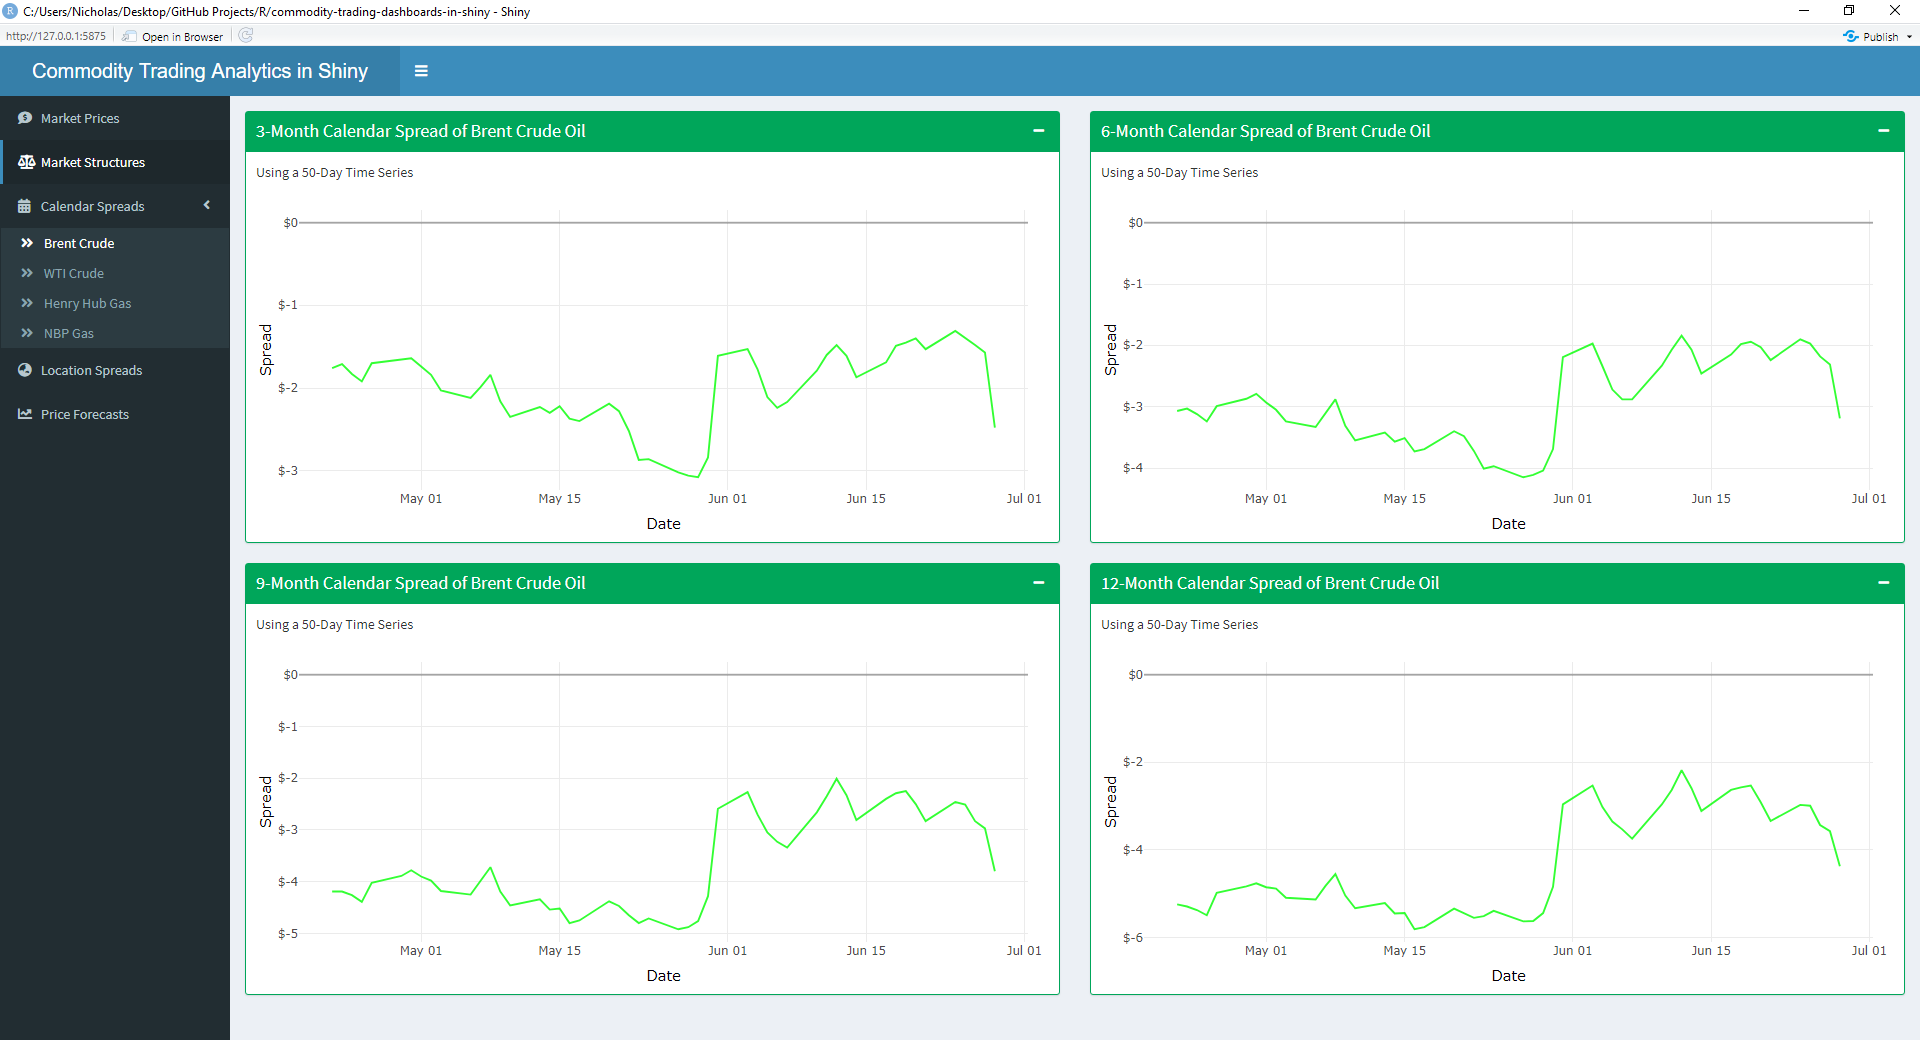 C:/Users/Nicholas/Desktop/GitHub Projects/R/commodity-trading-dashboards-in-shiny - Shiny
http://127.0.0.1:5875
Open in Browser
Publish
Commodity Trading Analytics in Shiny
Market Prices
Market Structures
Calendar Spreads
Brent Crude
WTI Crude
Henry Hub Gas
NBP Gas
Location Spreads
Price Forecasts
3-Month Calendar Spread of Brent Crude Oil
Using a 50-Day Time Series
$0
$-1
$-2
$-3
Spread
May 01 May 15 Jun 01 Jun 15 Jul 01
Date
6-Month Calendar Spread of Brent Crude Oil
Using a 50-Day Time Series
$0
$-1
$-2
$-3
$-4
Spread
May 01 May 15 Jun 01 Jun 15 Jul 01
Date
9-Month Calendar Spread of Brent Crude Oil
Using a 50-Day Time Series
$0
$-1
$-2
$-3
$-4
$-5
Spread
May 01 May 15 Jun 01 Jun 15 Jul 01
Date
12-Month Calendar Spread of Brent Crude Oil
Using a 50-Day Time Series
$0
$-2
$-4
$-6
Spread
May 01 May 15 Jun 01 Jun 15 Jul 01
Date